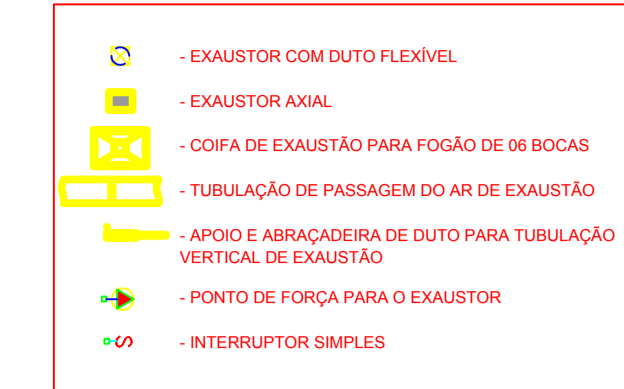 - EXAUSTOR COM DUTO FLEXÍVEL
- EXAUSTOR AXIAL
- COIFA DE EXAUSTÃO PARA FOGÃO DE 06 BOCAS
- TUBULAÇÃO DE PASSAGEM DO AR DE EXAUSTÃO
- APOIO E ABRAÇADEIRA DE DUTO PARA TUBULAÇÃO
VERTICAL DE EXAUSTÃO
- PONTO DE FORÇA PARA O EXAUSTOR
S
- INTERRUPTOR SIMPLES